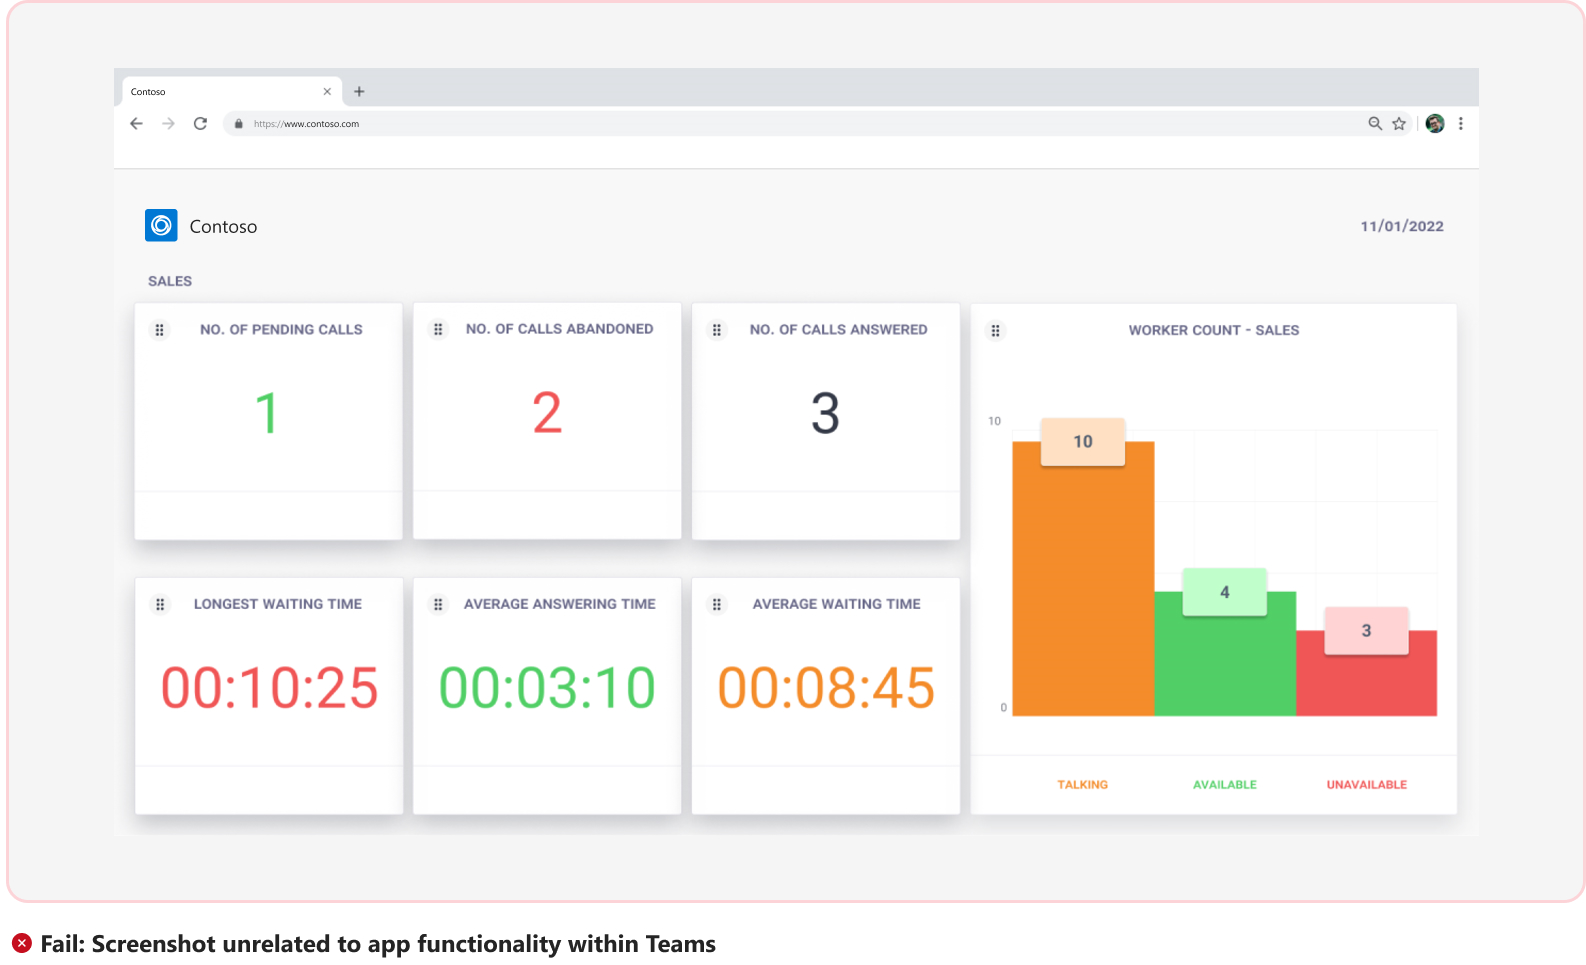 Contoso
https://www.contoso.com
Contoso
11/01/2022
SALES
NO. OF PENDING CALLS
1
NO. OF CALLS ABANDONED
2
NO. OF CALLS ANSWERED
3
LONGEST WAITING TIME
00:10:25
AVERAGE ANSWERING TIME
00:03:10
AVERAGE WAITING TIME
00:08:45
WORKER COUNT - SALES
10
10
4
3
0
TALKING
AVAILABLE
UNAVAILABLE
Fail: Screenshot unrelated to app functionality within Teams